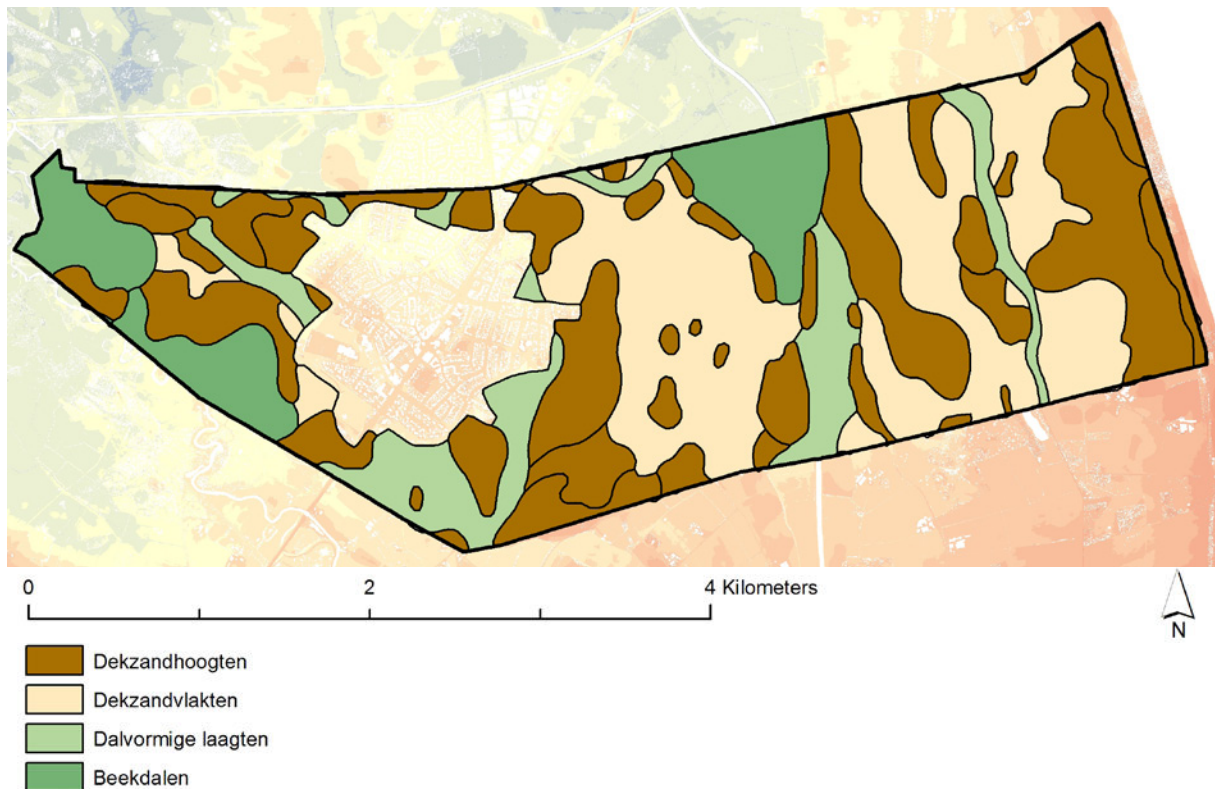 0 2 4 Kilometers
N
Dekzandhoogten
Dekzandvlakten
Dalvormige laagten
Beekdalen